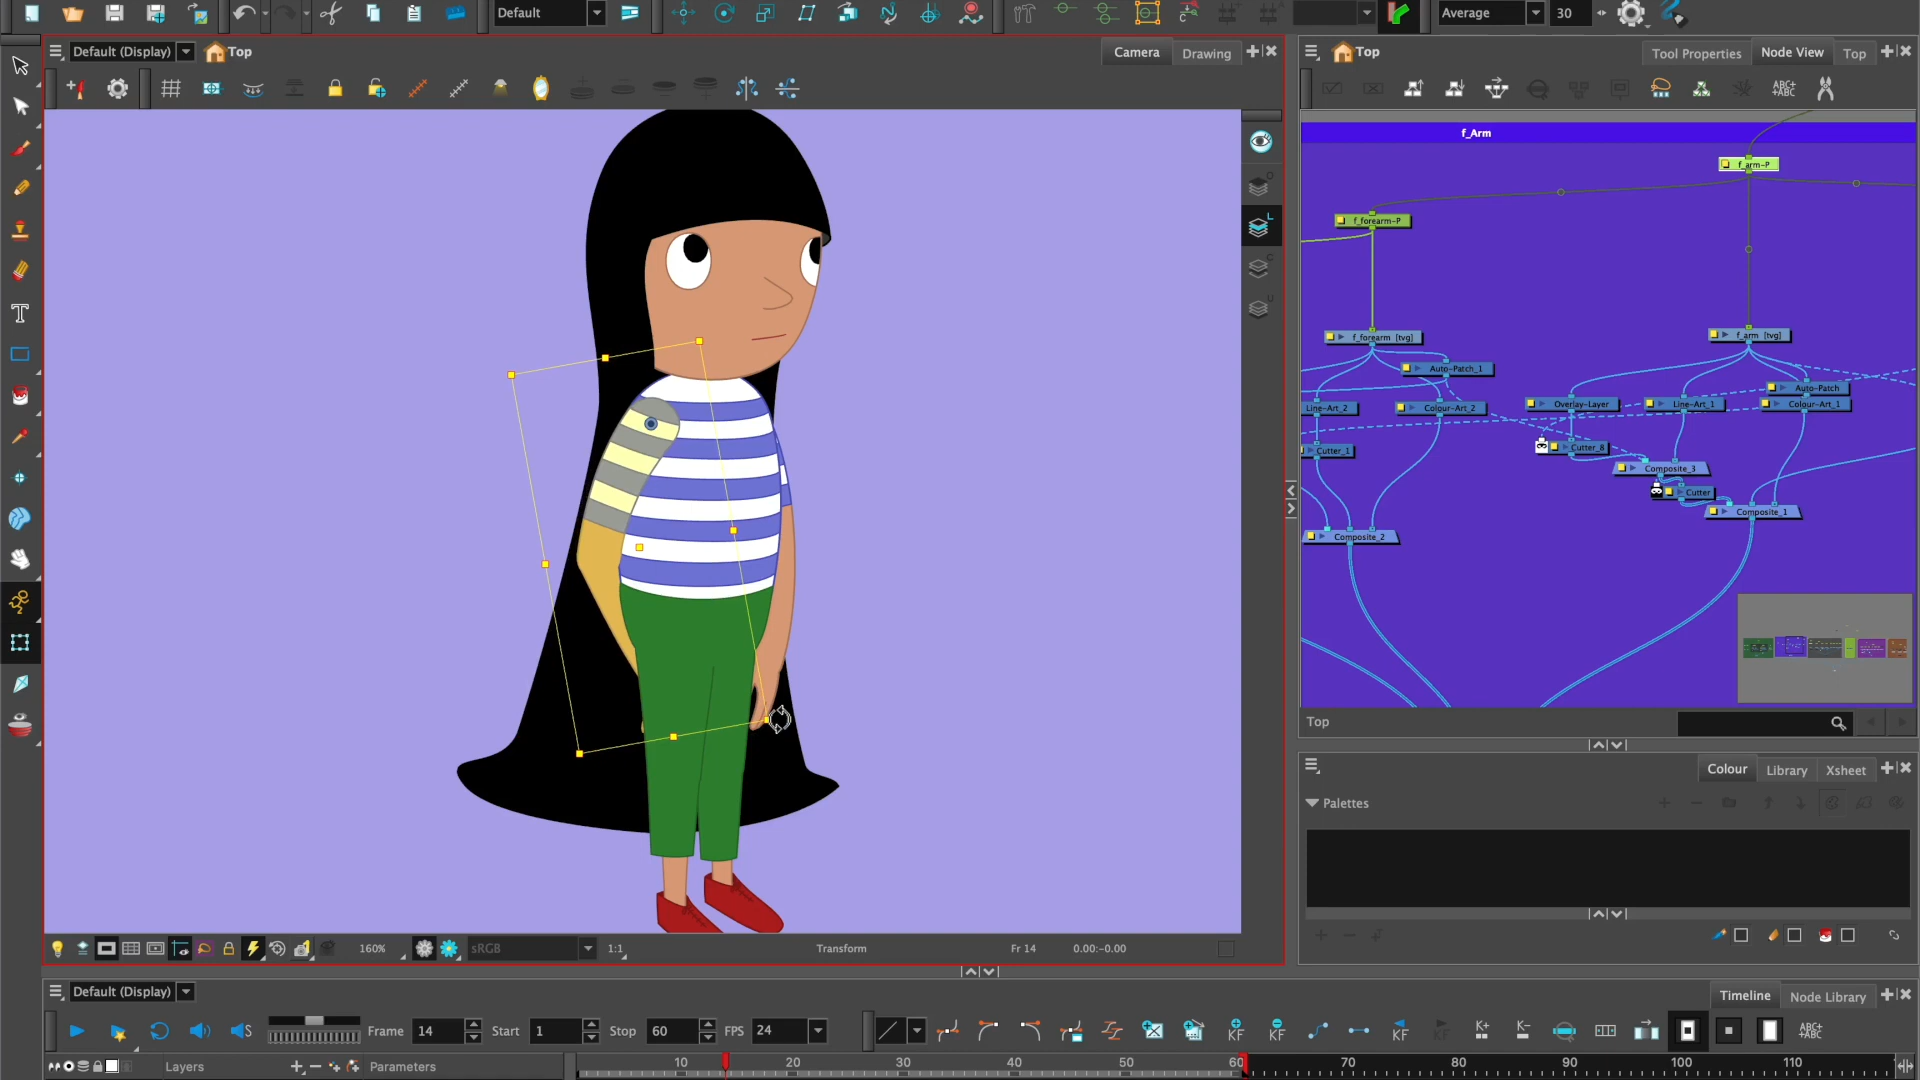 Default
Average
30
Default (Display)
Top
Camera
Drawing
Top
Tool Properties
Node View
Top
f_Arm
f_arm-P
f_forearm-P
f_forearm [tvg]
f_arm [tvg]
Auto-Patch_1
Auto-Patch
Line-Art_2
Colour-Art_2
Overlay-Layer
Line-Art_1
Colour-Art_1
Cutter_1
Cutter_8
Composite_3
Cutter
Composite_1
Composite_2
Top
Colour
Library
Xsheet
Palettes
160%
sRGB
1:1
Transform
Fr 14
0.00:-0.00
Default (Display)
Timeline
Node Library
Frame
14
Start
1
Stop
60
FPS
24
Layers
Parameters
10
20
30
40
50
60
70
80
90
100
110